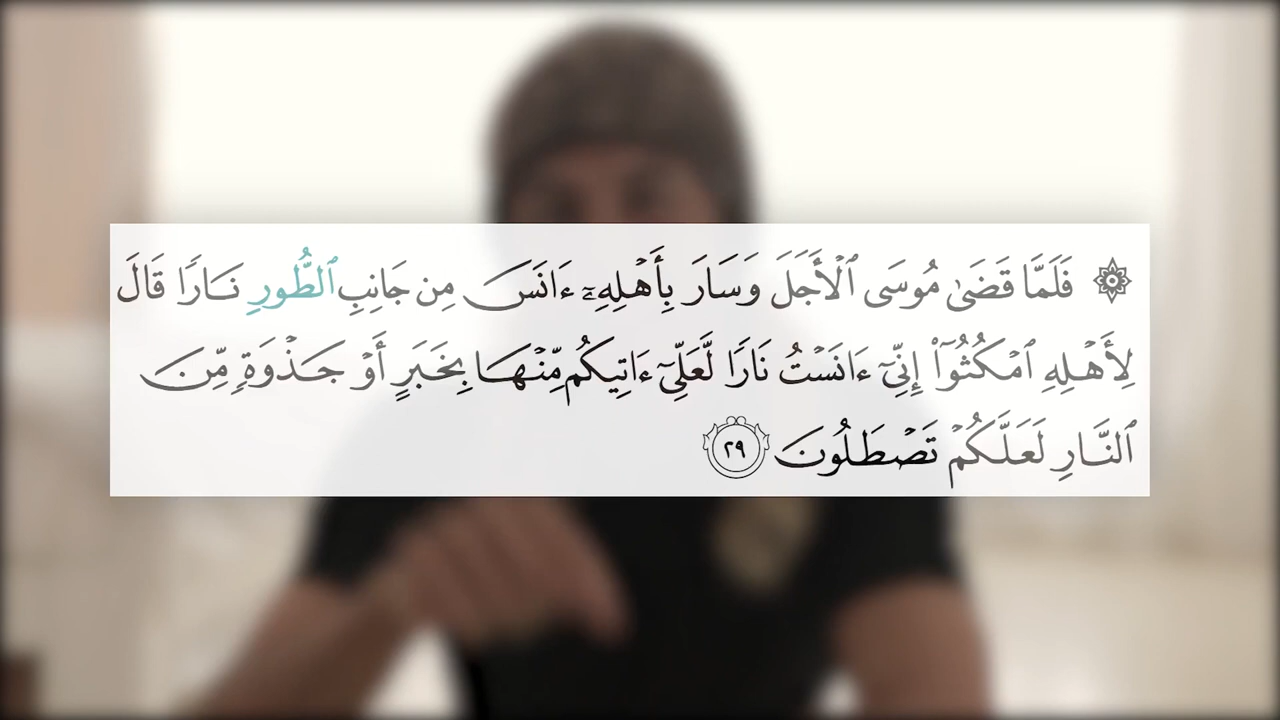 ۞ فَلَمَّا قَضَىٰ مُوسَى ٱلْأَجَلَ وَسَارَ بِأَهْلِهِۦٓ ءَانَسَ مِن جَانِبِ ٱلطُّورِ نَارًا قَالَ
لِأَهْلِهِ ٱمْكُثُوٓا۟ إِنِّىٓ ءَانَسْتُ نَارًا لَّعَلِّىٓ ءَاتِيكُم مِّنْهَا بِخَبَرٍ أَوْ جَذْوَةٍ مِّنَ
ٱلنَّارِ لَعَلَّكُمْ تَصْطَلُونَ ٢٩